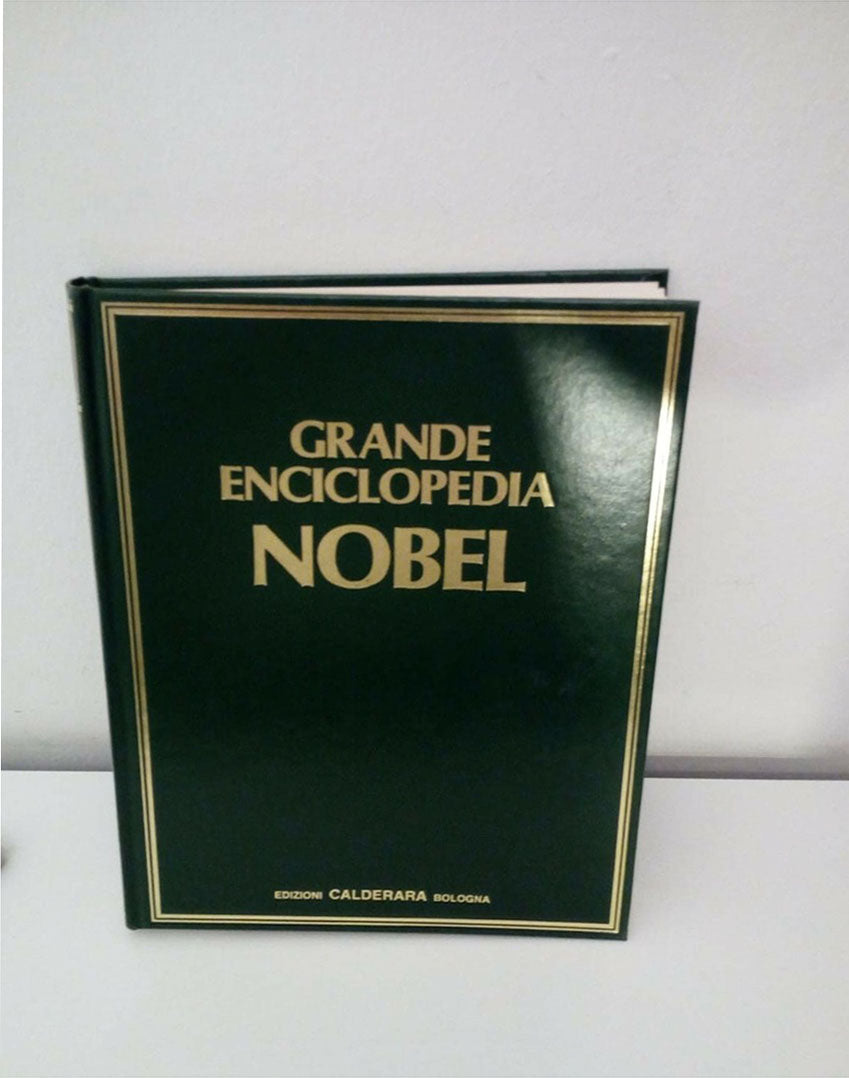 GRANDE
ENCICLOPEDIA
NOBEL
EDIZIONI CALDERARA BOLOGNA